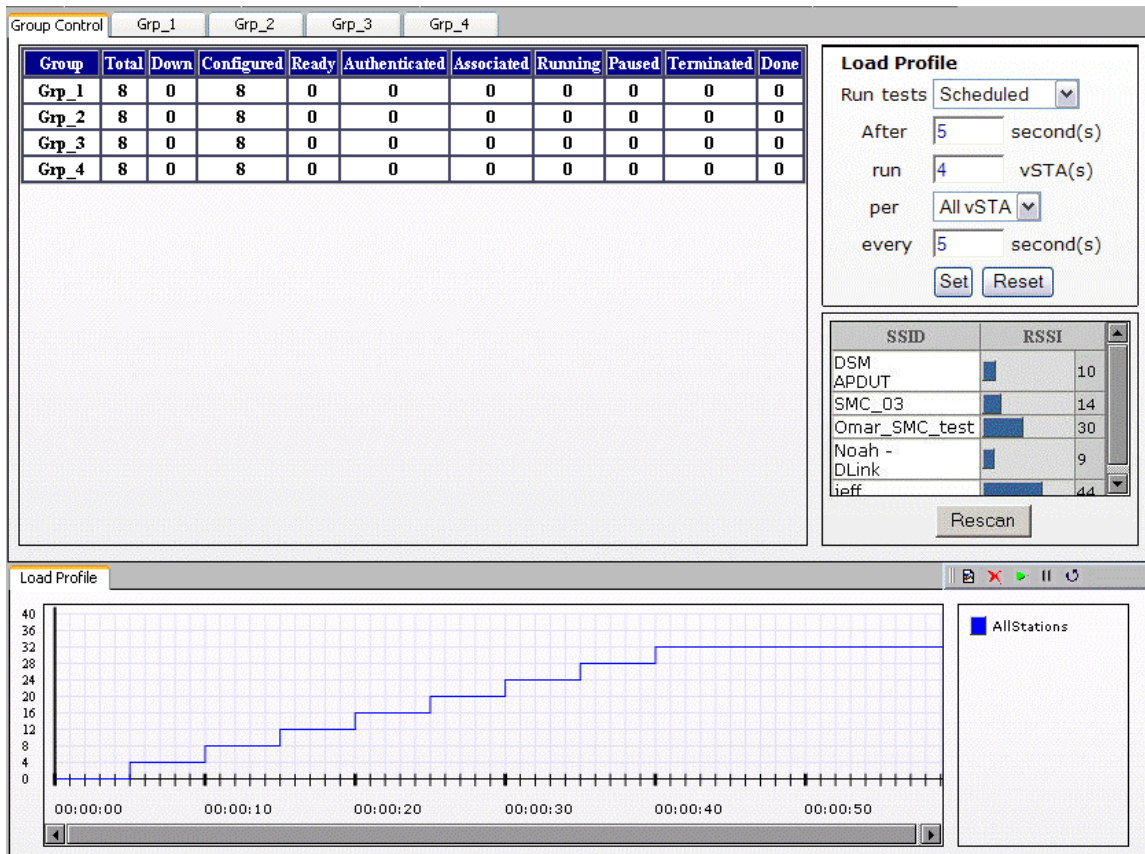 Group Control Grp_1 Grp_2 Grp_3 Grp_4
Group Total Down Configured Ready Authenticated Associated Running Paused Terminated Done
Grp_1 8 0 8 0 0 0 0 0 0 0
Grp_2 8 0 8 0 0 0 0 0 0 0
Grp_3 8 0 8 0 0 0 0 0 0 0
Grp_4 8 0 8 0 0 0 0 0 0 0
Load Profile
Run tests Scheduled
After 5 second(s)
run 4 vSTA(s)
per All vSTA
every 5 second(s)
Set Reset
SSID RSSI
DSM
APDUT 10
SMC_03 14
Omar_SMC_test 30
Noah -
DLink 9
jeff 44
Rescan
Load Profile
40
36
32
28
24
20
16
12
8
4
0
00:00:00 00:00:10 00:00:20 00:00:30 00:00:40 00:00:50
AllStations